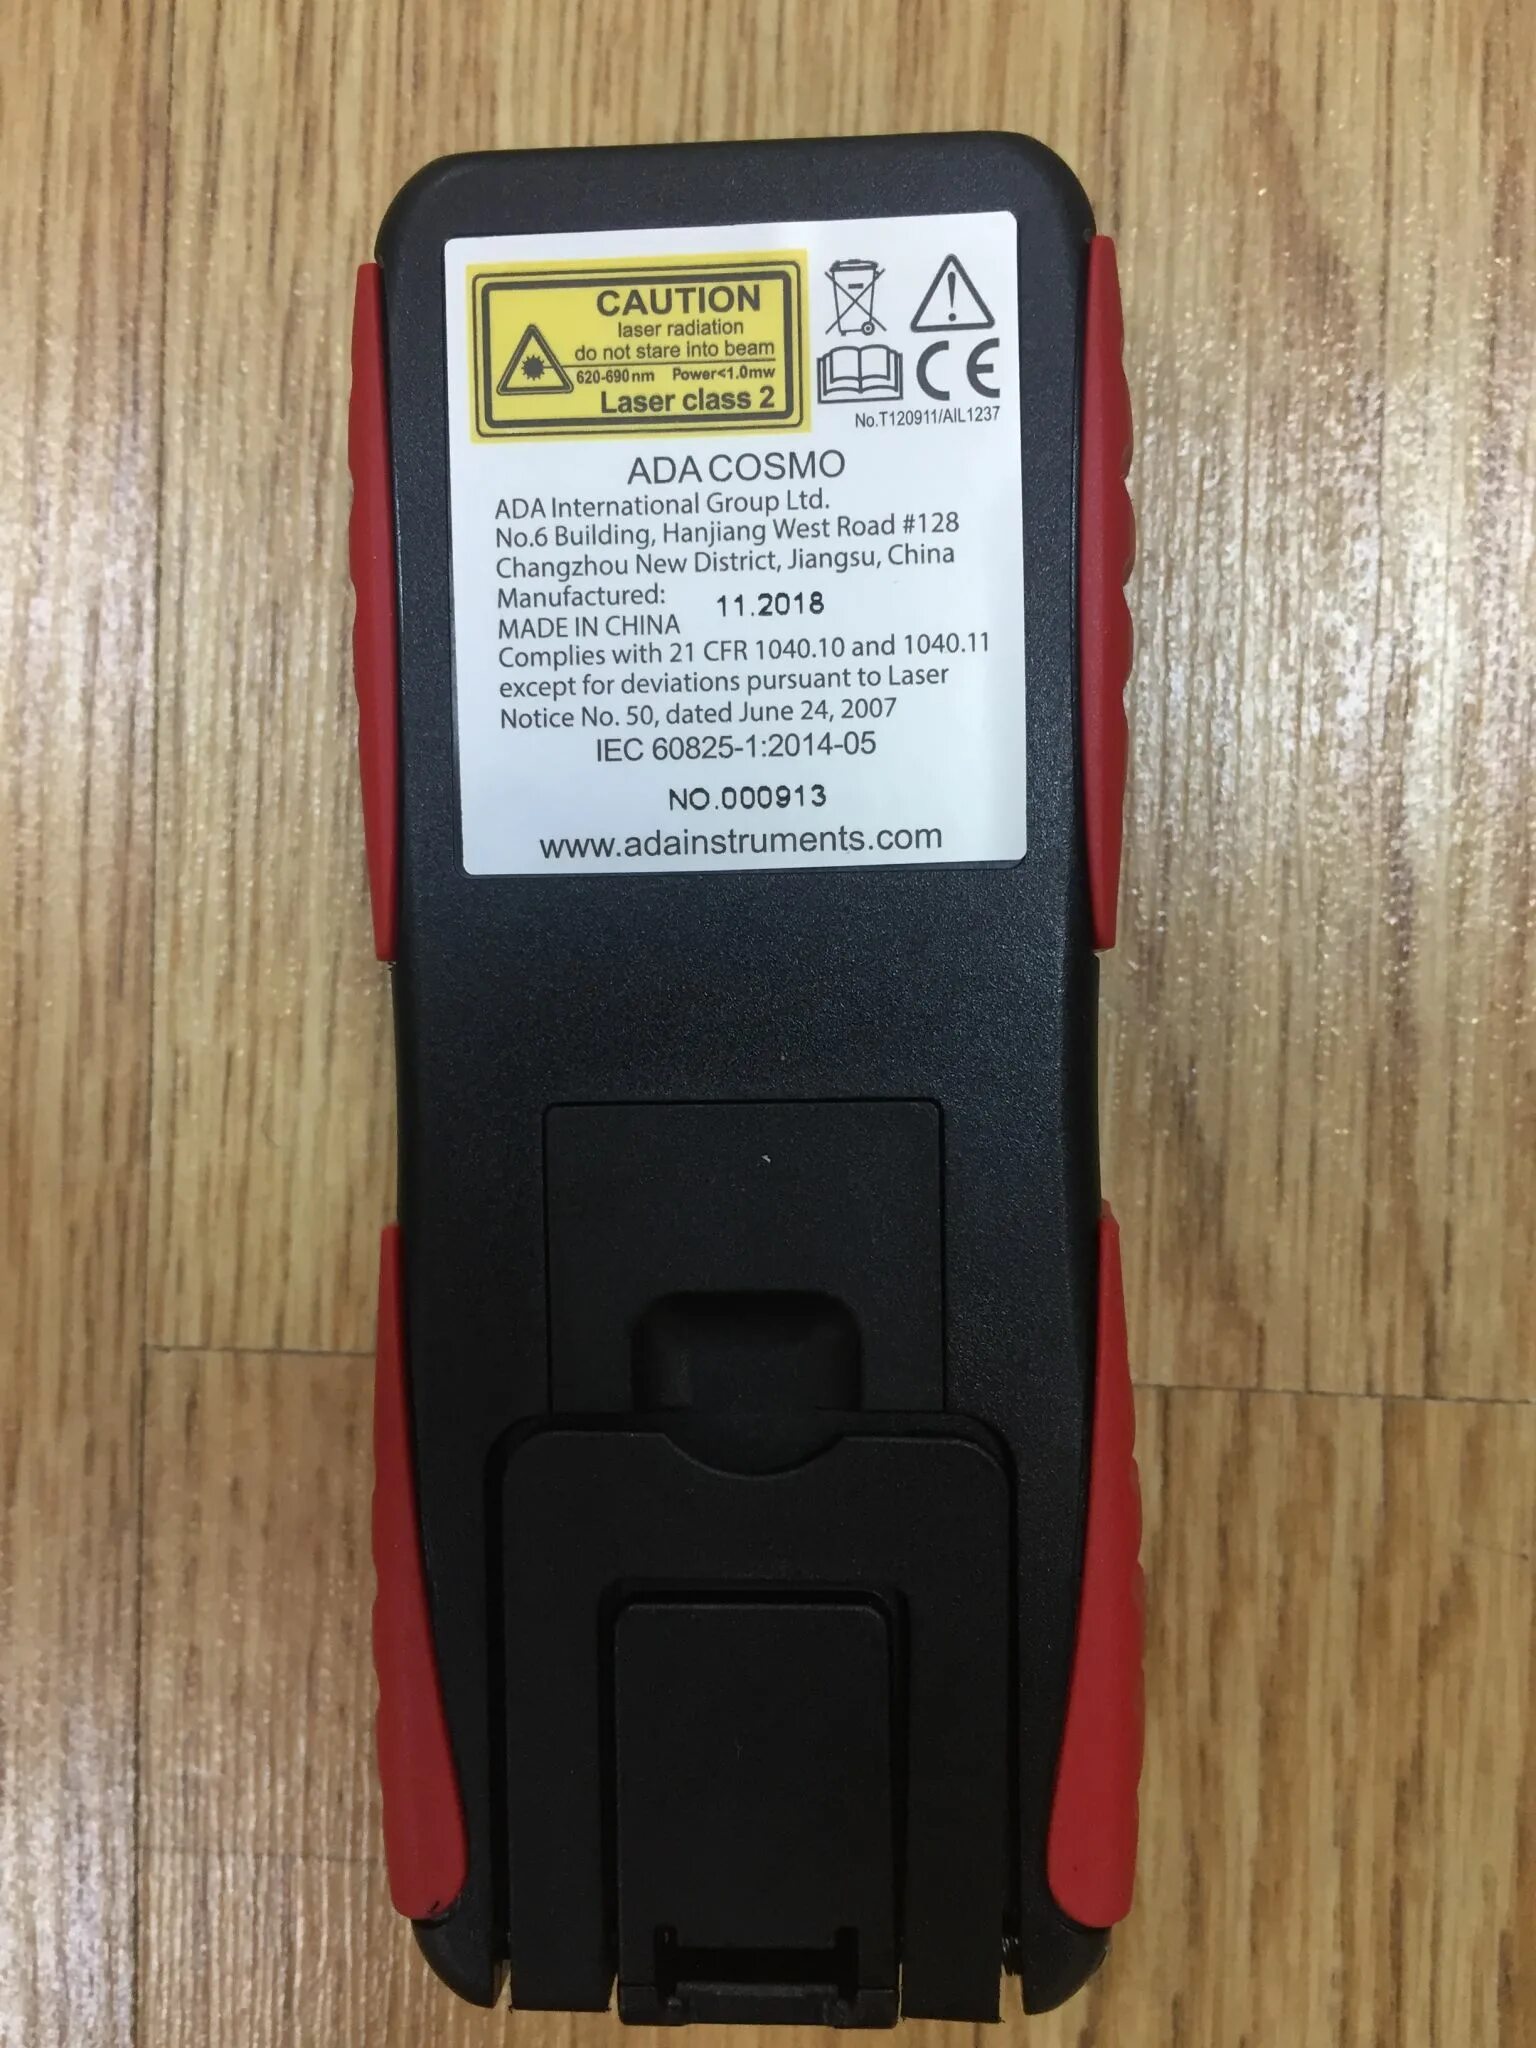 CAUTION
laser radiation
do not stare into beam
620-690nm Power<1.0mw
Laser class 2
CE
No.T120911/AIL1237
ADA COSMO
ADA International Group Ltd.
No.6 Building, Hanjiang West Road #128
Changzhou New District, Jiangsu, China
Manufactured: 11.2018
MADE IN CHINA
Complies with 21 CFR 1040.10 and 1040.11
except for deviations pursuant to Laser
Notice No. 50, dated June 24, 2007
IEC 60825-1:2014-05
NO.000913
www.adainstruments.com